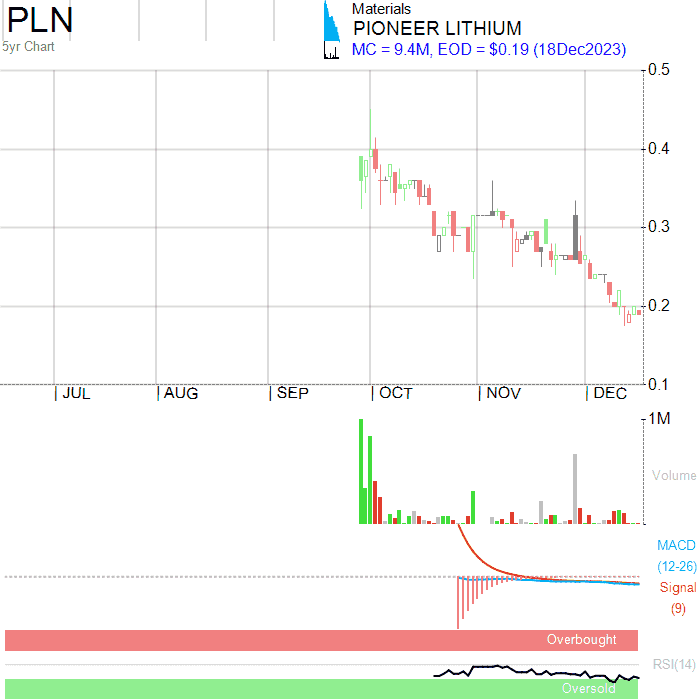 PLN
5yr Chart
Materials
PIONEER LITHIUM
MC = 9.4M, EOD = $0.19 (18Dec2023)
0.5
0.4
0.3
0.2
0.1
JUL AUG SEP OCT NOV DEC
1M
Volume
MACD
(12-26)
Signal
(9)
Overbought
RSI(14)
Oversold